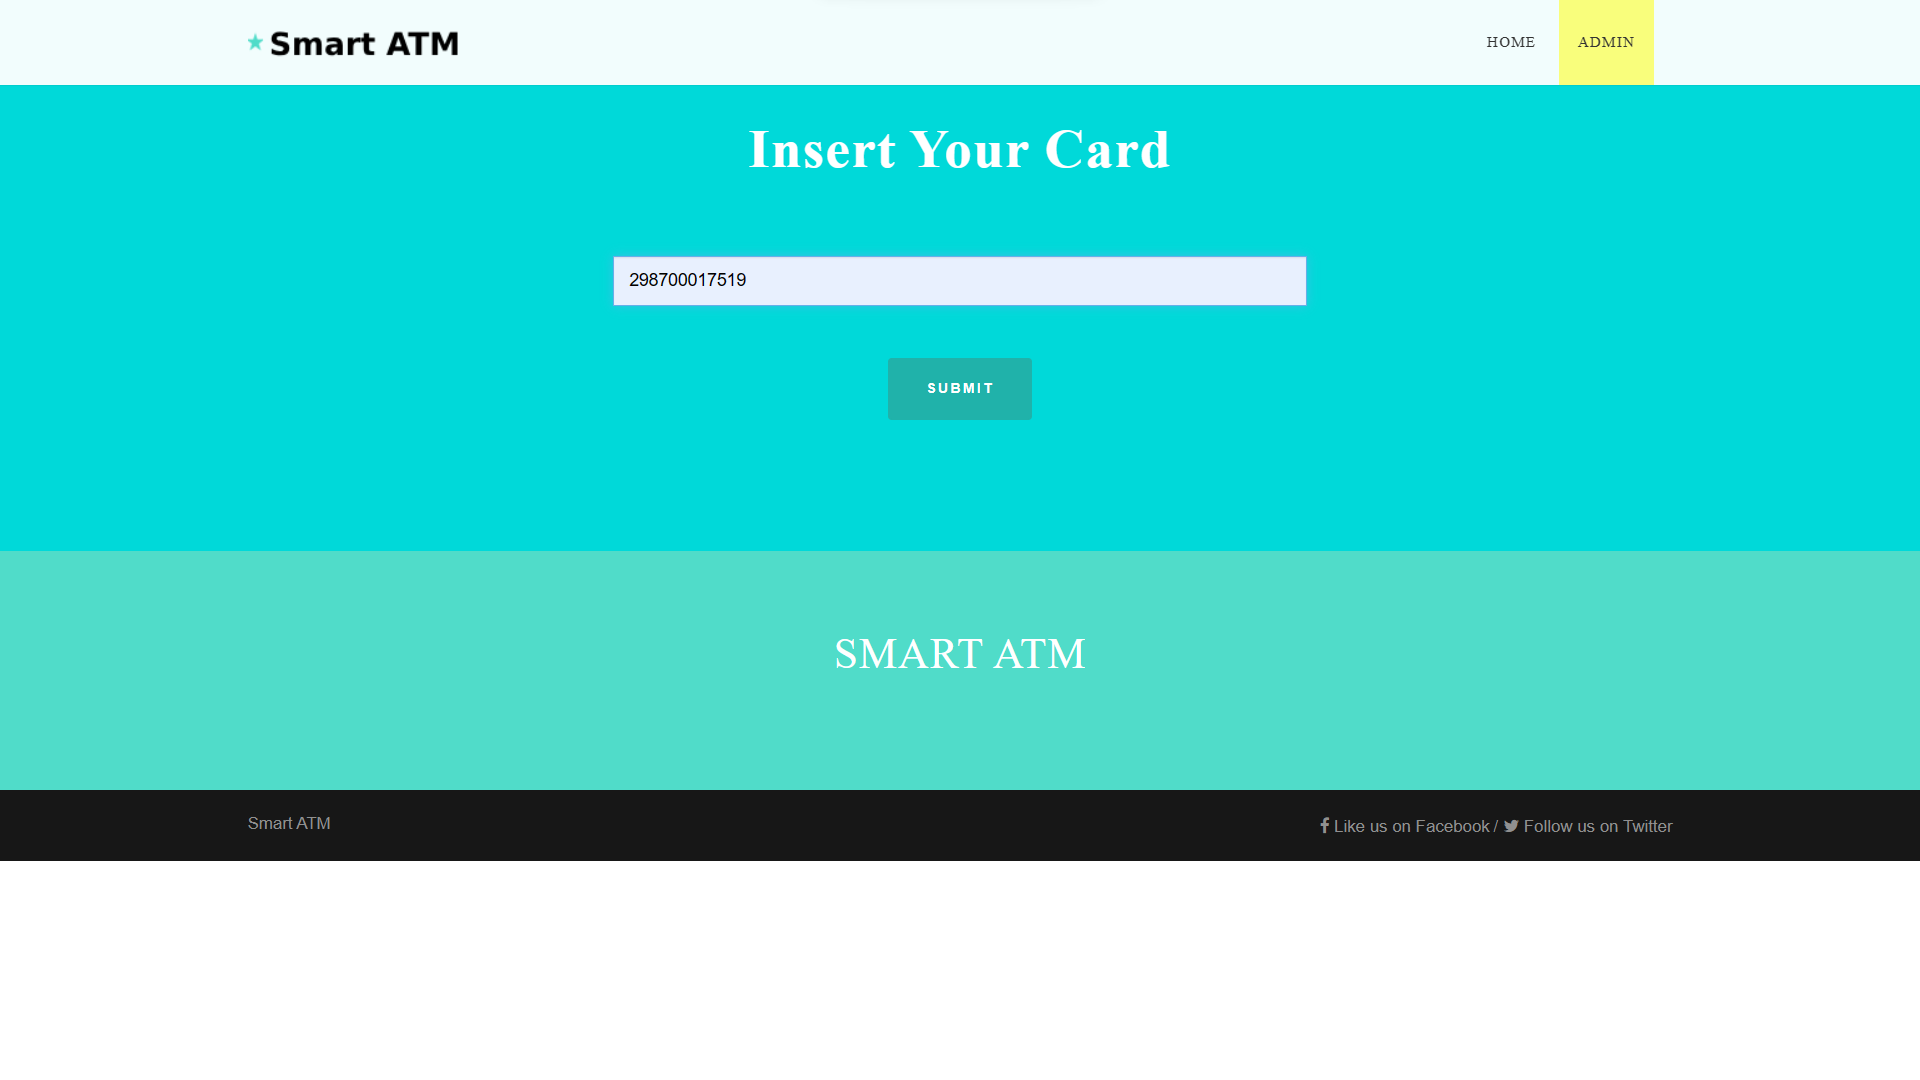 Smart ATM
HOME
ADMIN
Insert Your Card
298700017519
SUBMIT
SMART ATM
Smart ATM
Like us on Facebook / Follow us on Twitter